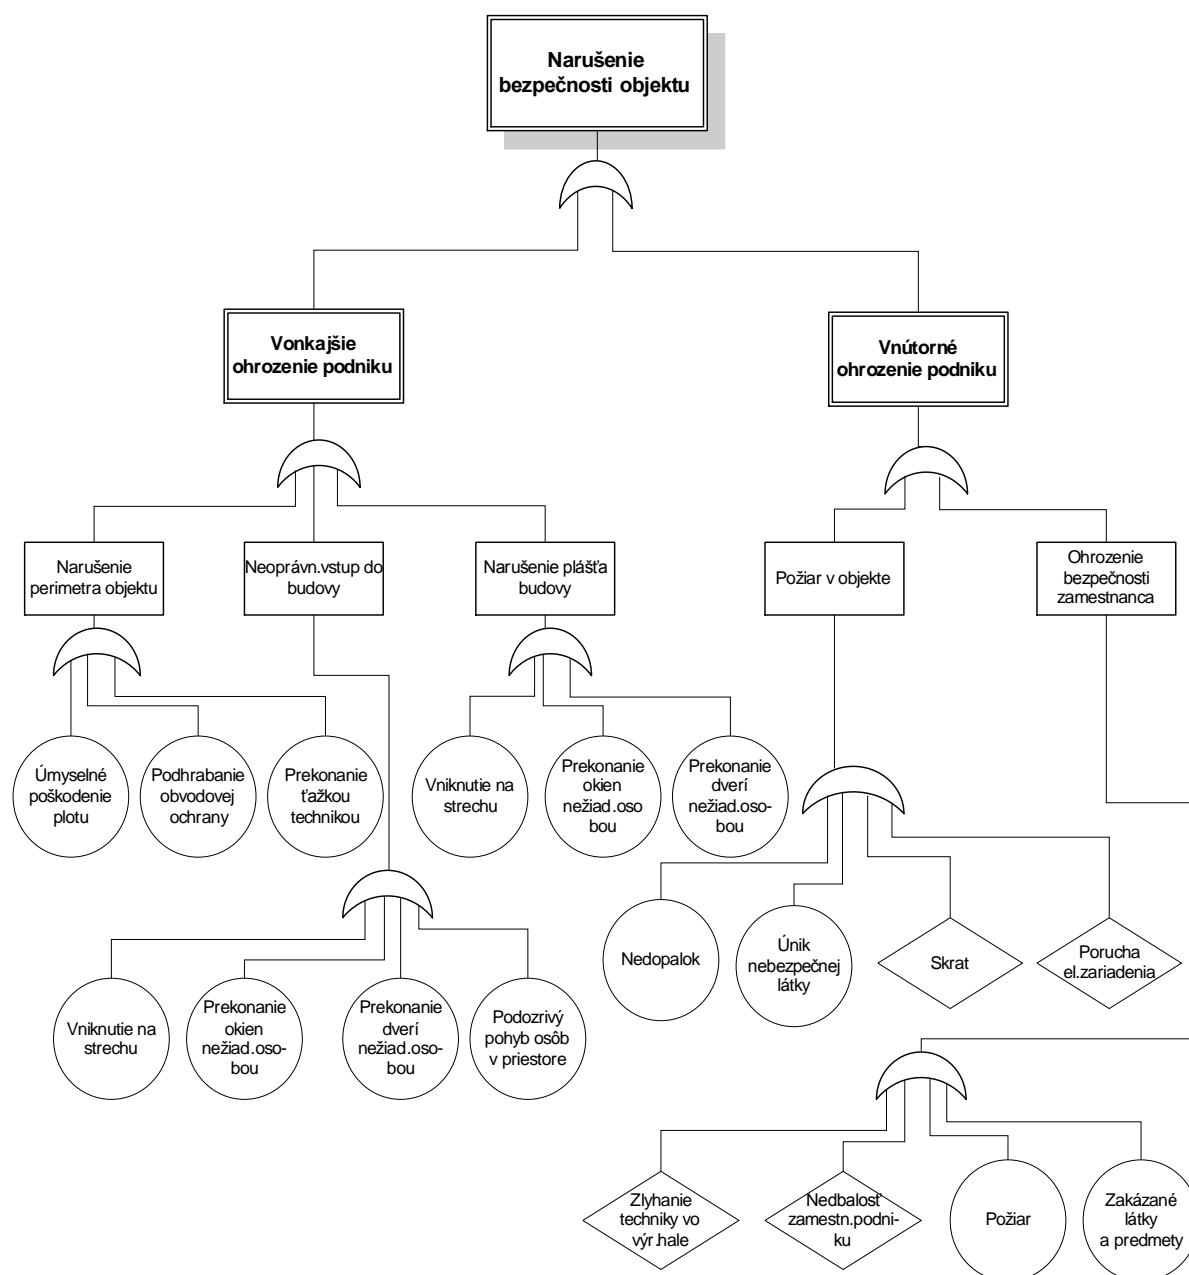 Narušenie
bezpečnosti objektu
Vonkajšie
ohrozenie podniku
Vnútorné
ohrozenie podniku
Narušenie
perimetra objektu
Neoprávn.vstup do
budovy
Narušenie plášťa
budovy
Požiar v objekte
Ohrozenie
bezpečnosti
zamestnanca
Úmyselné
poškodenie
plotu
Podhrabanie
obvodovej
ochrany
Prekonanie
ťažkou
technikou
Vniknutie na
strechu
Prekonanie
okien
nežiad.oso
bou
Prekonanie
dverí
nežiad.oso-
bou
Nedopalok
Únik
nebezpečnej
látky
Skrat
Porucha
el.zariadenia
Vniknutie na
strechu
Prekonanie
okien
nežiad.oso-
bou
Prekonanie
dverí
nežiad.oso-
bou
Podozrivý
pohyb osôb
v priestore
Zlyhanie
techniky vo
výr.hale
Nedbalosť
zamestn.podni-
ku
Požiar
Zakázané
látky
a predmety